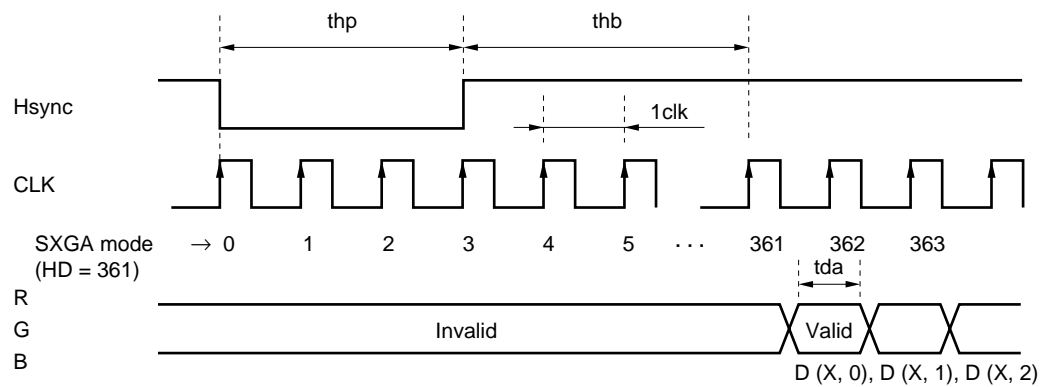 thp thb
Hsync
1clk
CLK
SXGA mode → 0 1 2 3 4 5 ... 361 362 363
(HD = 361)
tda
R
G Invalid Valid
B
D (X, 0), D (X, 1), D (X, 2)